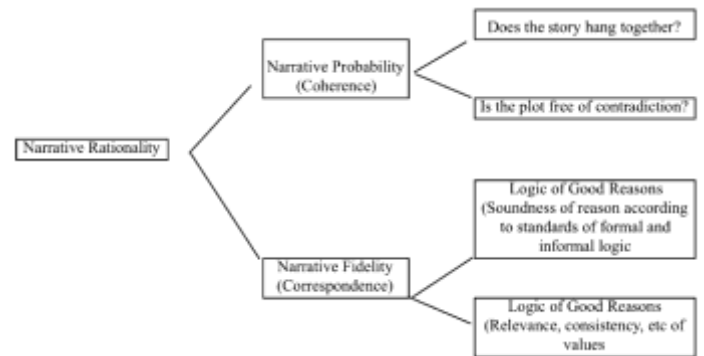 Does the story hang together?
Narrative Probability
(Coherence)
Is the plot free of contradiction?
Narrative Rationality
Logic of Good Reasons
(Soundness of reason according
to standards of formal and
informal logic
Narrative Fidelity
(Correspondence)
Logic of Good Reasons
(Relevance, consistency, etc of
values